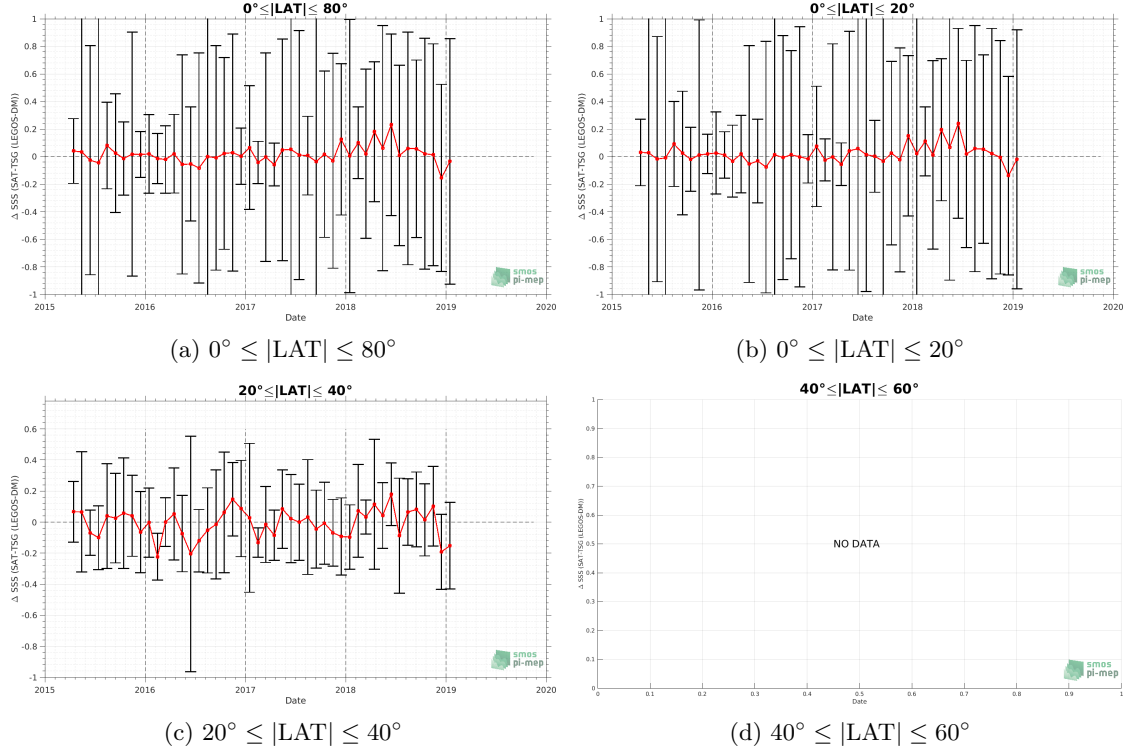 0°≤|LAT|≤ 80°
Δ SSS (SAT-TSG (LEGOS-DM))
1
0.8
0.6
0.4
0.2
0
-0.2
-0.4
-0.6
-0.8
-1
2015 2016 2017 2018 2019 2020
Date
smos
pi-mep
(a) 0° ≤ |LAT| ≤ 80°
0°≤|LAT|≤ 20°
Δ SSS (SAT-TSG (LEGOS-DM))
1
0.8
0.6
0.4
0.2
0
-0.2
-0.4
-0.6
-0.8
-1
2015 2016 2017 2018 2019 2020
Date
smos
pi-mep
(b) 0° ≤ |LAT| ≤ 20°
20°≤|LAT|≤ 40°
Δ SSS (SAT-TSG (LEGOS-DM))
0.6
0.4
0.2
0
-0.2
-0.4
-0.6
-0.8
-1
2015 2016 2017 2018 2019 2020
Date
smos
pi-mep
(c) 20° ≤ |LAT| ≤ 40°
40°≤|LAT|≤ 60°
Δ SSS (SAT-TSG (LEGOS-DM))
1
0.9
0.8
0.7
0.6
0.5
0.4
0.3
0.2
0.1
0
NO DATA
0 0.1 0.2 0.3 0.4 0.5 0.6 0.7 0.8 0.9 1
Date
smos
pi-mep
(d) 40° ≤ |LAT| ≤ 60°